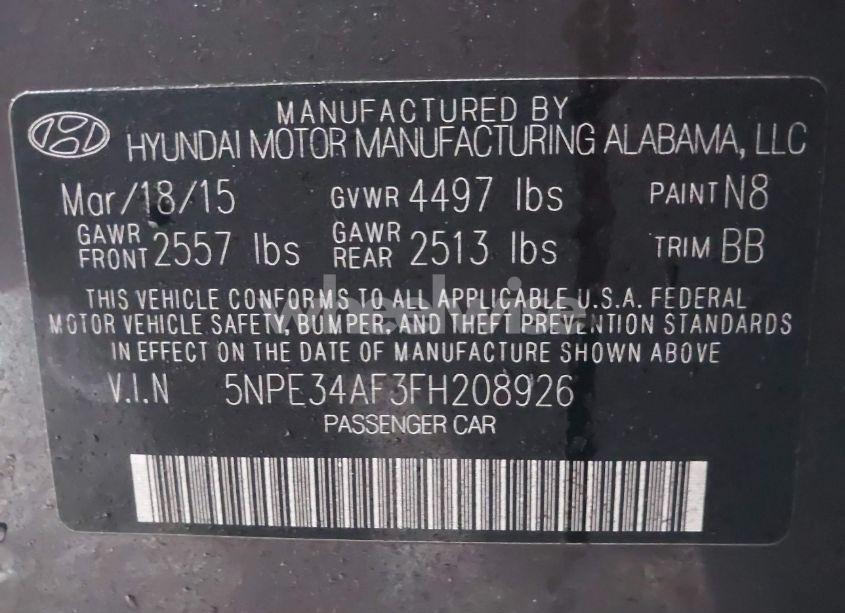 MANUFACTURED BY
HYUNDAI MOTOR MANUFACTURING ALABAMA, LLC
Mar/18/15 GVWR 4497 lbs PAINT N8
GAWR FRONT 2557 lbs GAWR REAR 2513 lbs TRIM BB
THIS VEHICLE CONFORMS TO ALL APPLICABLE U.S.A. FEDERAL
MOTOR VEHICLE SAFETY, BUMPER, AND THEFT PREVENTION STANDARDS
IN EFFECT ON THE DATE OF MANUFACTURE SHOWN ABOVE.
V.I.N 5NPE34AF3FH208926
PASSENGER CAR
wheelwise